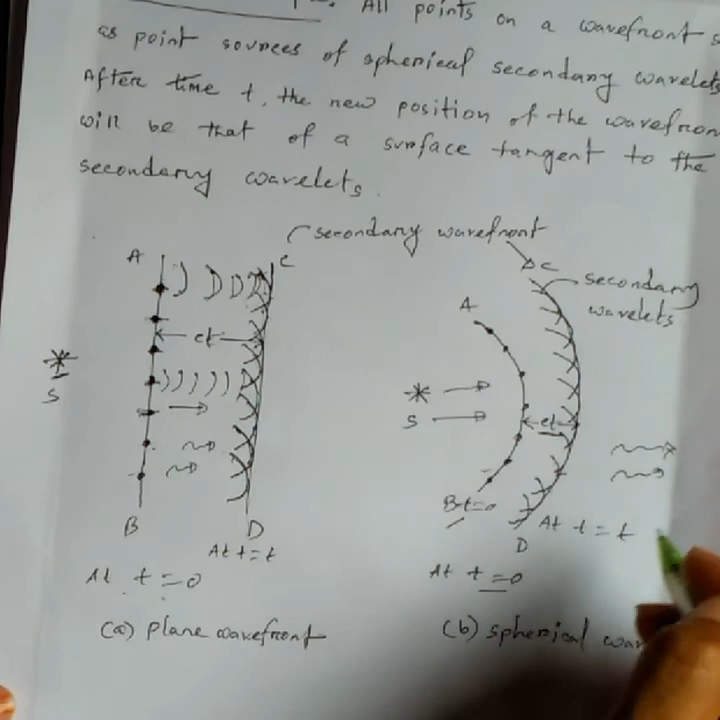 All points on a wavefront s
as point sources of spherical secondary wavelets
After time t, the new position of the wavefron
will be that of a surface tangent to the
secondary wavelets.
secondary wavefront
A
C
C
secondary
wavelets
A
ct
S
S
ct
B
D
B t=0
At t=t
At t=t
D
At t=0
At t=0
(a) plane wavefront
(b) spherical wav